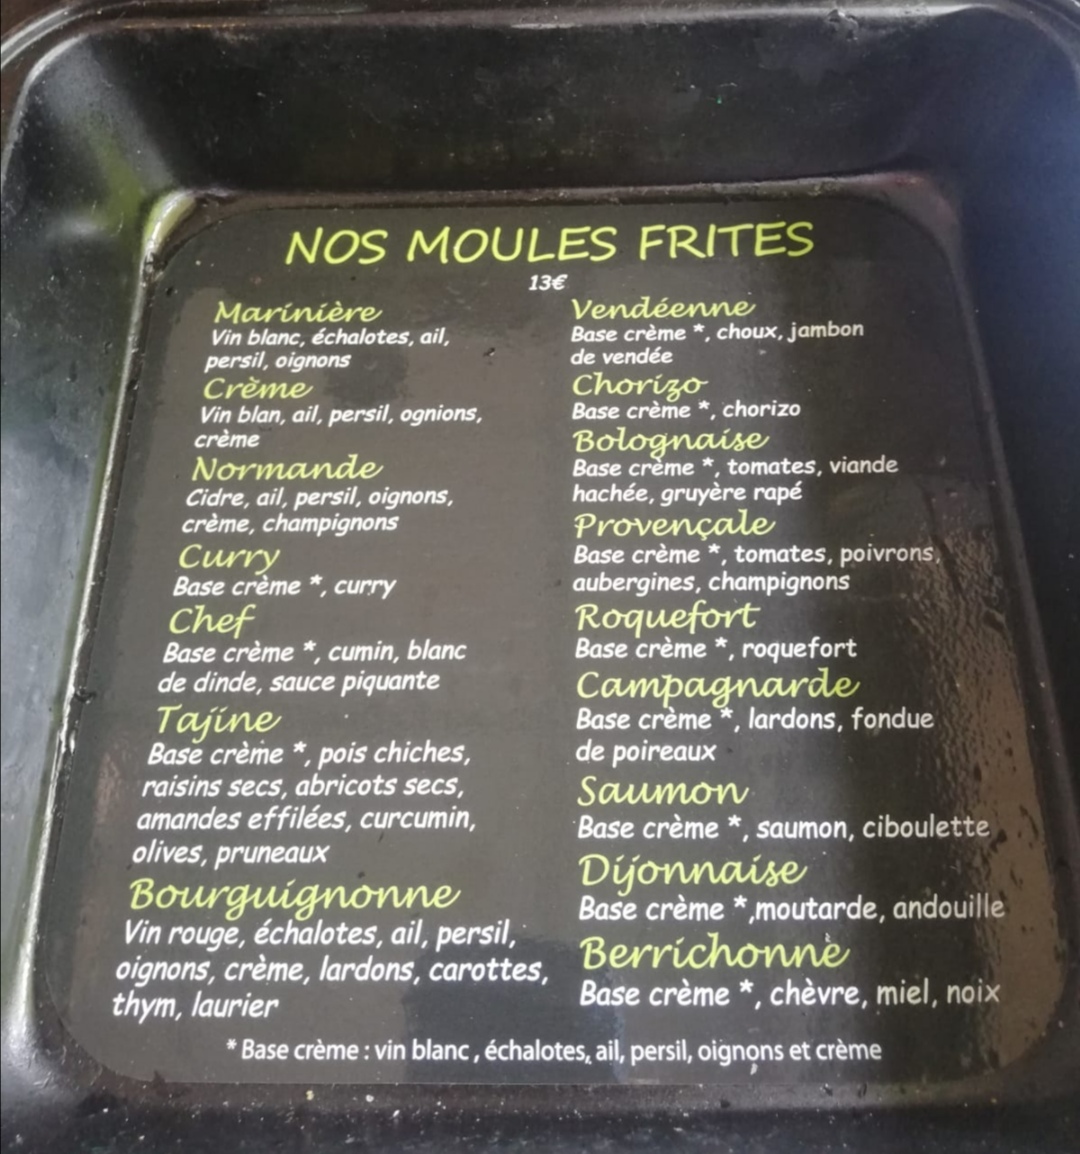 NOS MOULES FRITES
13€
Marinière
Vin blanc, échalotes, ail,
persil, oignons
Crème
Vin blan, ail, persil, ognions,
crème
Normande
Cidre, ail, persil, oignons,
crème, champignons
Curry
Base crème *, curry
Chef
Base crème *, cumin, blanc
de dinde, sauce piquante
Tajine
Base crème *, pois chiches,
raisins secs, abricots secs,
amandes effilées, curcumin,
olives, pruneaux
Bourguignonne
Vin rouge, échalotes, ail, persil,
oignons, crème, lardons, carottes,
thym, laurier
Vendéenne
Base crème *, choux, jambon
de vendée
Chorizo
Base crème *, chorizo
Bolognaise
Base crème *, tomates, viande
hachée, gruyère rapé
Provençale
Base crème *, tomates, poivrons,
aubergines, champignons
Roquefort
Base crème *, roquefort
Campagnarde
Base crème *, lardons, fondue
de poireaux
Saumon
Base crème *, saumon, ciboulette
Dijonnaise
Base crème *,moutarde, andouille
Berrichonne
Base crème *, chèvre, miel, noix
* Base crème : vin blanc , échalotes, ail, persil, oignons et crème